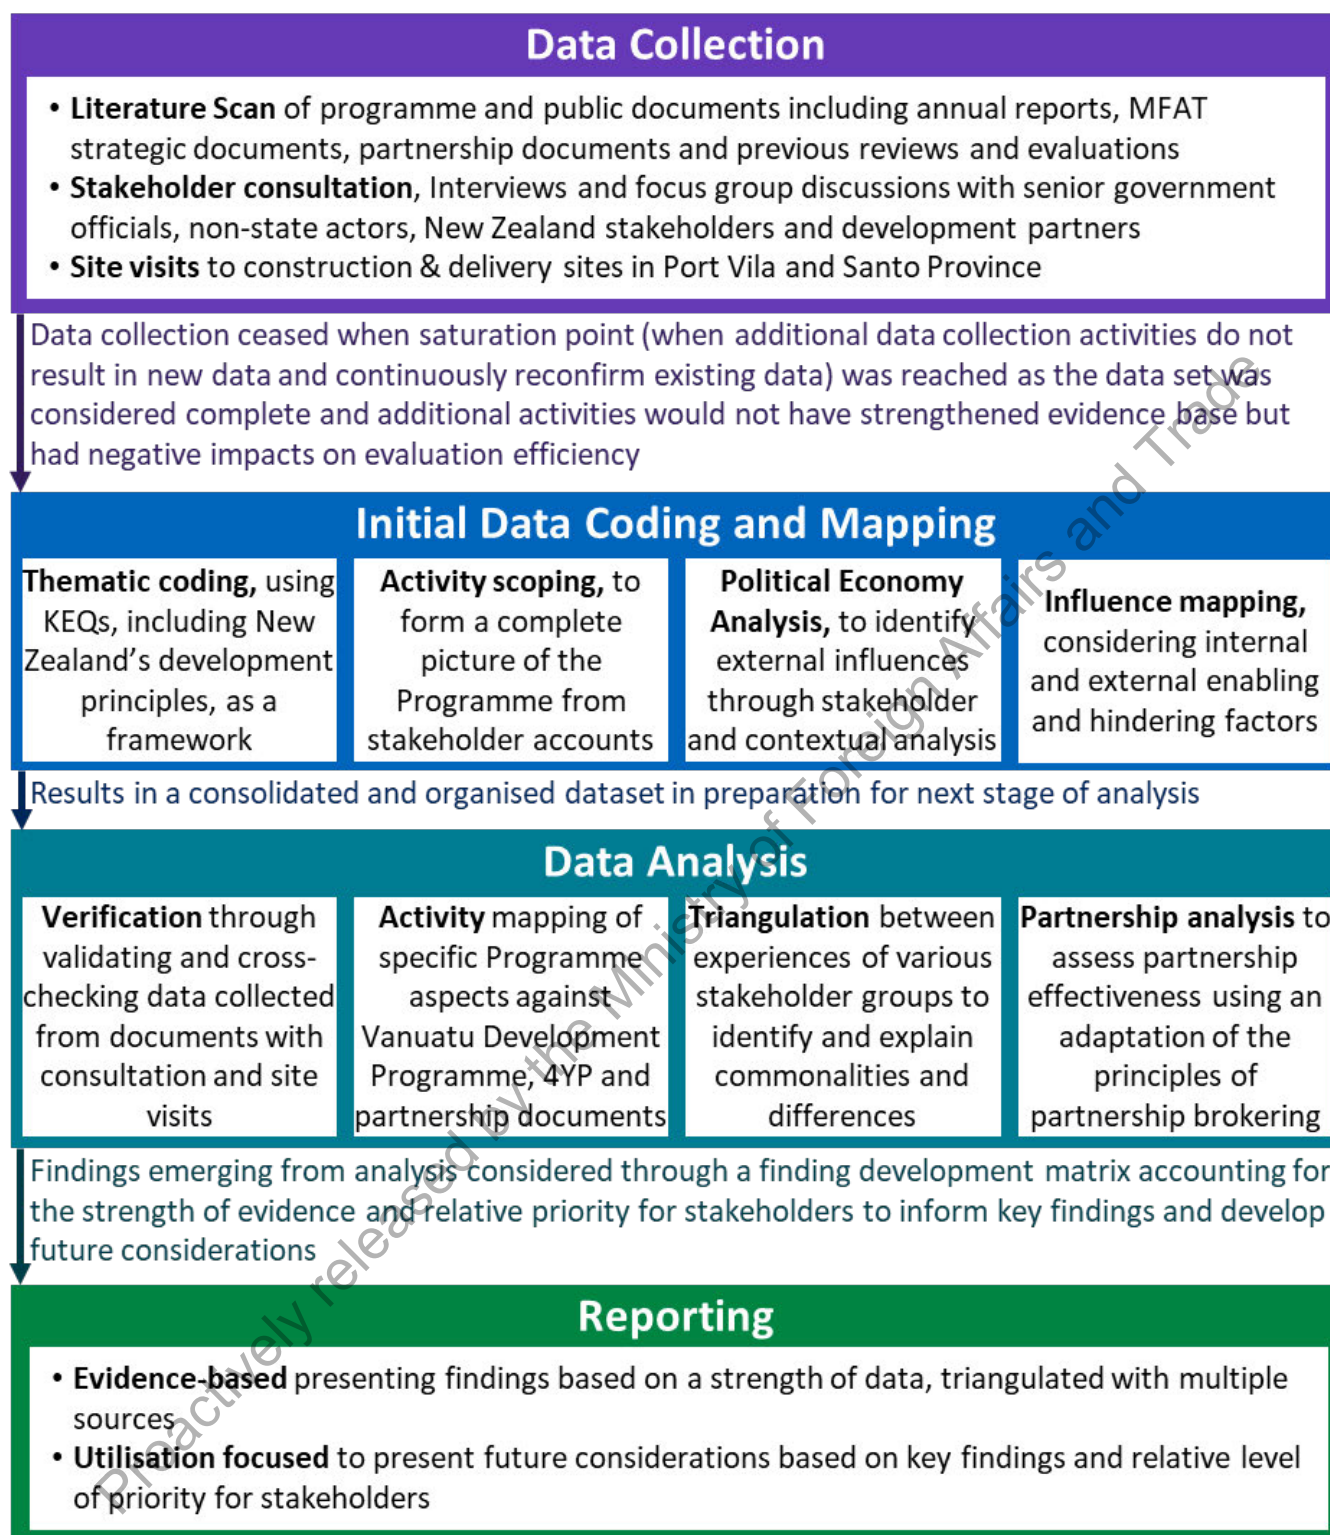 Data Collection
• Literature Scan of programme and public documents including annual reports, MFAT
strategic documents, partnership documents and previous reviews and evaluations
• Stakeholder consultation, Interviews and focus group discussions with senior government
officials, non-state actors, New Zealand stakeholders and development partners
• Site visits to construction & delivery sites in Port Vila and Santo Province
Data collection ceased when saturation point (when additional data collection activities do not
result in new data and continuously reconfirm existing data) was reached as the data set was
considered complete and additional activities would not have strengthened evidence base but
had negative impacts on evaluation efficiency
Initial Data Coding and Mapping
Thematic coding, using
KEQs, including New
Zealand's development
principles, as a
framework
Activity scoping, to
form a complete
picture of the
Programme from
stakeholder accounts
Political Economy
Analysis, to identify
external influences
through stakeholder
and contextual analysis
Influence mapping,
considering internal
and external enabling
and hindering factors
Results in a consolidated and organised dataset in preparation for next stage of analysis
Data Analysis
Verification through
validating and cross-
checking data collected
from documents with
consultation and site
visits
Activity mapping of
specific Programme
aspects against
Vanuatu Development
Programme, 4YP and
partnership documents
Triangulation between
experiences of various
stakeholder groups to
identify and explain
commonalities and
differences
Partnership analysis to
assess partnership
effectiveness using an
adaptation of the
principles of
partnership brokering
Findings emerging from analysis considered through a finding development matrix accounting for
the strength of evidence and relative priority for stakeholders to inform key findings and develop
future considerations
Reporting
• Evidence-based presenting findings based on a strength of data, triangulated with multiple
sources
• Utilisation focused to present future considerations based on key findings and relative level
of priority for stakeholders
Proactively released by the Ministry of Foreign Affairs and Trade